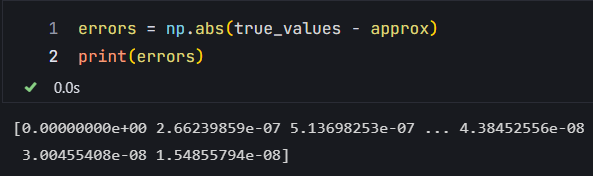 1 errors = np.abs(true_values - approx)
2 print(errors)
0.0s
[0.00000000e+00 2.66239859e-07 5.13698253e-07 ... 4.38452556e-08
3.00455408e-08 1.54855794e-08]